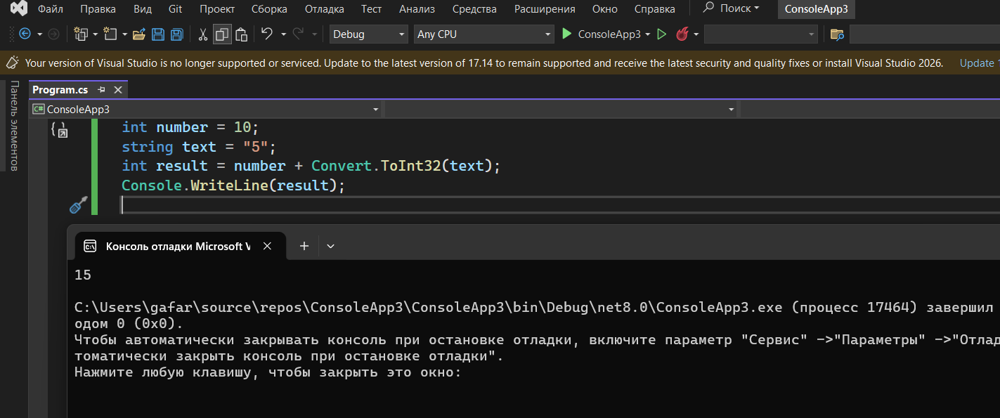 Файл Правка Вид Git Проект Сборка Отладка Тест Анализ Средства Расширения Окно Справка Поиск ConsoleApp3
Debug Any CPU ConsoleApp3
Your version of Visual Studio is no longer supported or serviced. Update to the latest version of 17.14 to remain supported and receive the latest security and quality fixes or install Visual Studio 2026. Update
Панель элементов
Program.cs
C# ConsoleApp3
int number = 10;
string text = "5";
int result = number + Convert.ToInt32(text);
Console.WriteLine(result);
Консоль отладки Microsoft V
15
C:\Users\gafar\source\repos\ConsoleApp3\ConsoleApp3\bin\Debug\net8.0\ConsoleApp3.exe (процесс 17464) завершил
одом 0 (0x0).
Чтобы автоматически закрывать консоль при остановке отладки, включите параметр "Сервис" ->"Параметры" ->"Отлад
томатически закрыть консоль при остановке отладки".
Нажмите любую клавишу, чтобы закрыть это окно: